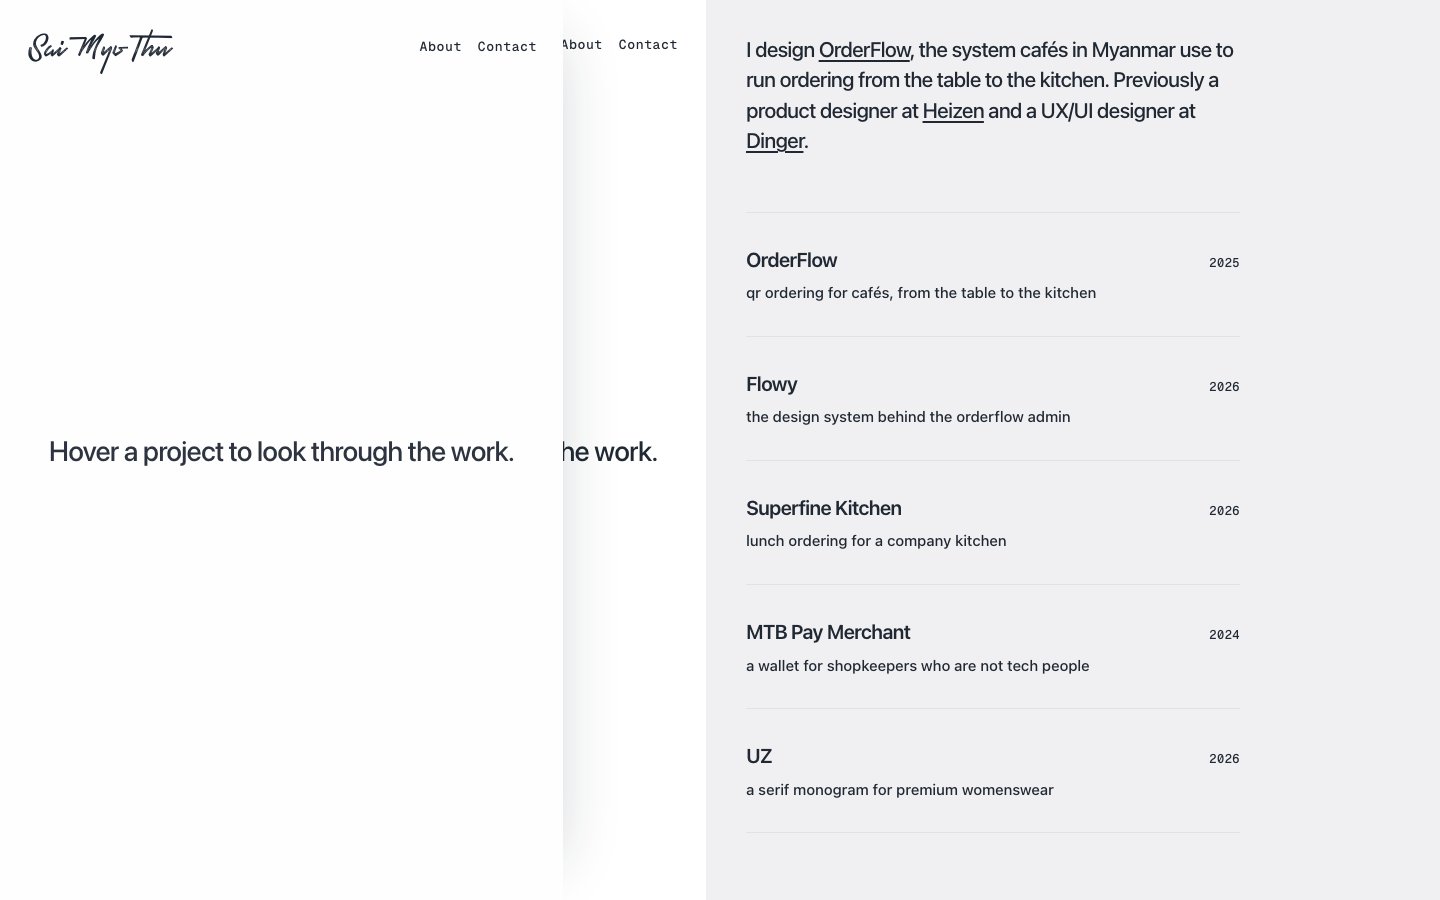 Sai Myo Thu
About Contact
About Contact
Hover a project to look through the work.
he work.
I design OrderFlow, the system cafés in Myanmar use to
run ordering from the table to the kitchen. Previously a
product designer at Heizen and a UX/UI designer at
Dinger.
OrderFlow 2025
qr ordering for cafés, from the table to the kitchen
Flowy 2026
the design system behind the orderflow admin
Superfine Kitchen 2026
lunch ordering for a company kitchen
MTB Pay Merchant 2024
a wallet for shopkeepers who are not tech people
UZ 2026
a serif monogram for premium womenswear